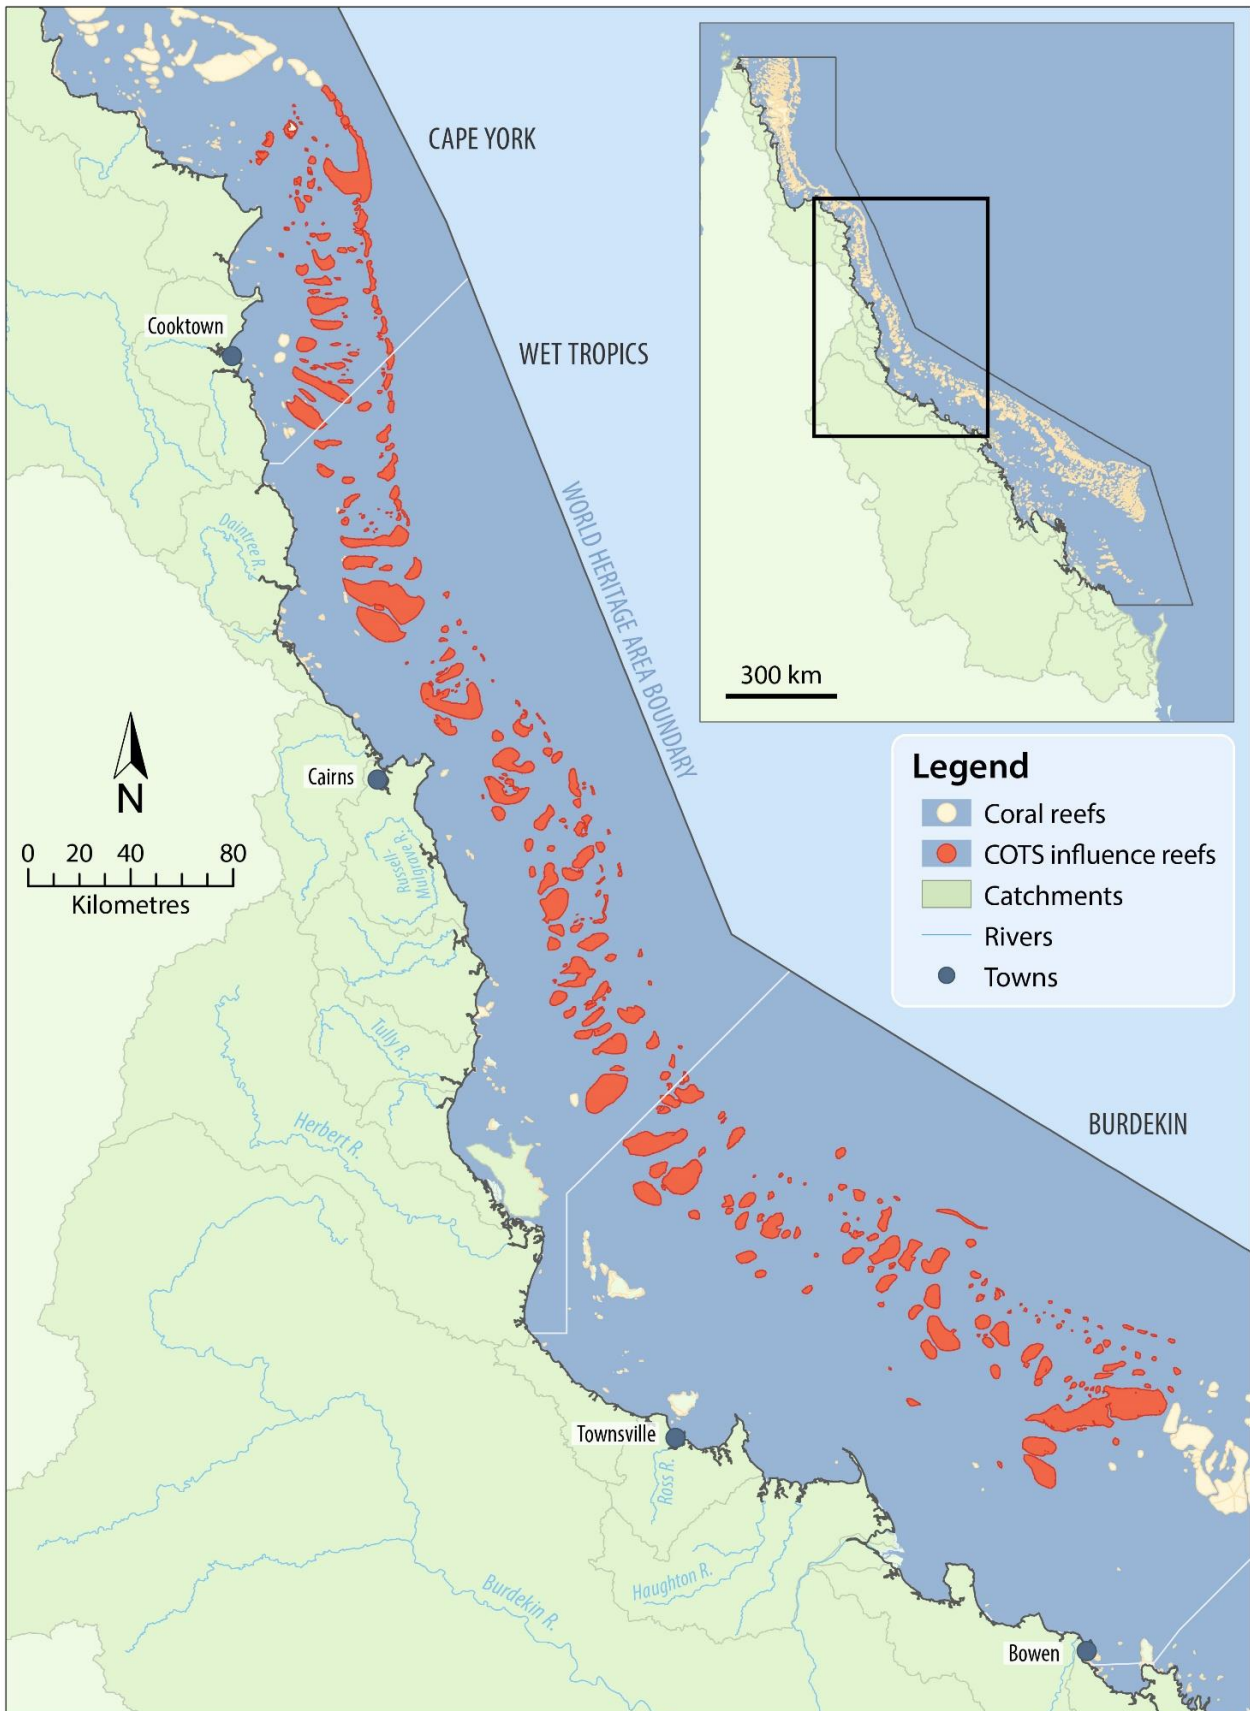 CAPE YORK
Cooktown
WET TROPICS
WORLD HERITAGE AREA BOUNDARY
Daintree R.
300 km
Legend
Coral reefs
COTS influence reefs
Catchments
Rivers
Towns
Cairns
N
0 20 40 80
Kilometres
Russell-
Mulgrave R.
Tully R.
Herbert R.
BURDEKIN
Townsville
Ross R.
Haughton R.
Burdekin R.
Bowen